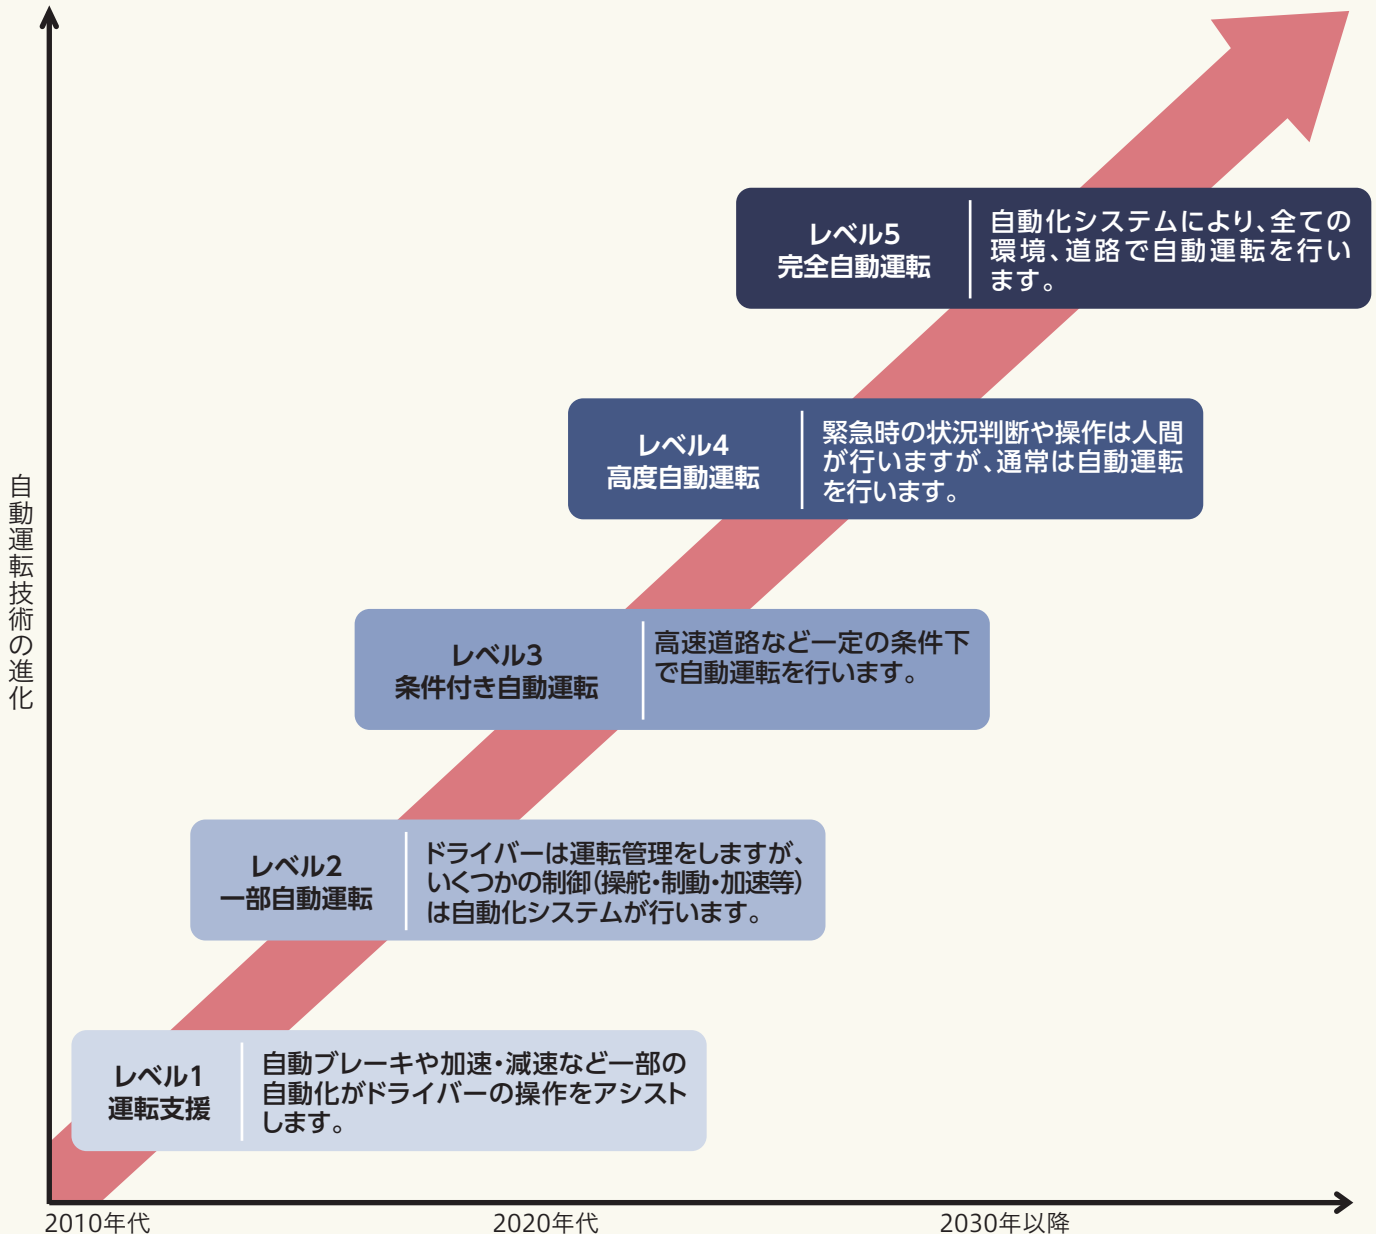 自動運転技術の進化
レベル5
完全自動運転
自動化システムにより、全ての
環境、道路で自動運転を行い
ます。
レベル4
高度自動運転
緊急時の状況判断や操作は人間
が行いますが、通常は自動運転
を行います。
レベル3
条件付き自動運転
高速道路など一定の条件下
で自動運転を行います。
レベル2
一部自動運転
ドライバーは運転管理をしますが、
いくつかの制御(操舵・制動・加速等)
は自動化システムが行います。
レベル1
運転支援
自動ブレーキや加速・減速など一部の
自動化がドライバーの操作をアシスト
します。
2010年代
2020年代
2030年以降